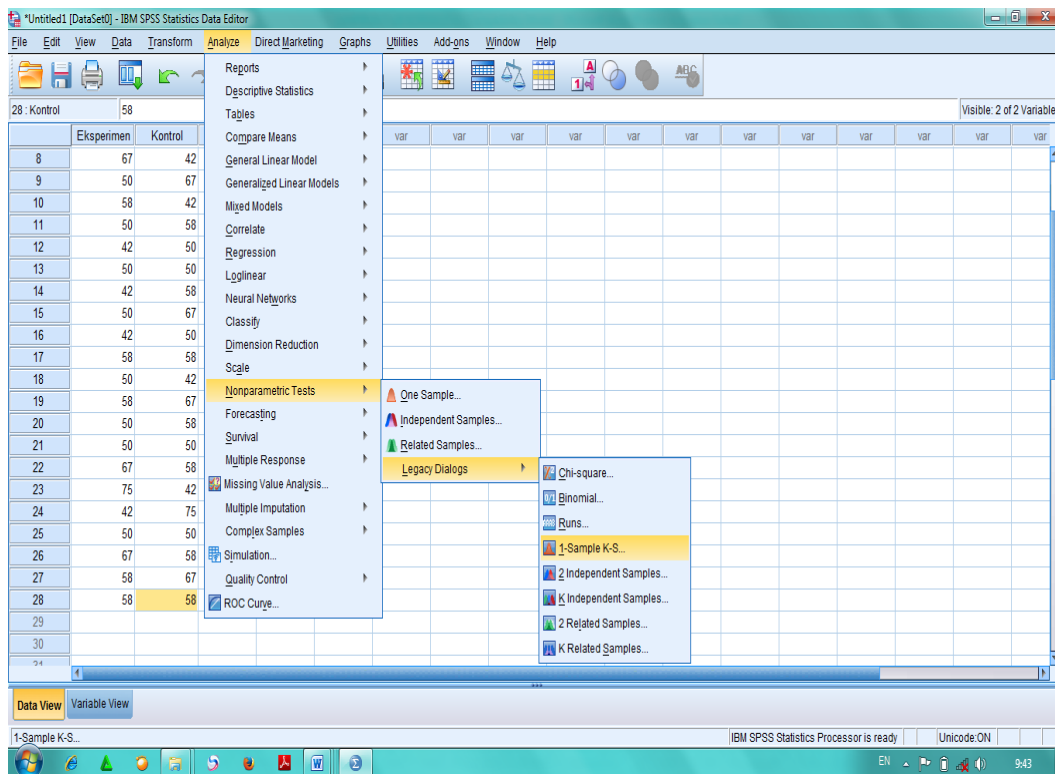 *Untitled1 [DataSet0] - IBM SPSS Statistics Data Editor
File Edit View Data Transform Analyze Direct Marketing Graphs Utilities Add-ons Window Help
28 : Kontrol 58 Visible: 2 of 2 Variable
Eksperimen Kontrol var var var var var var var var var var var var
8 67 42
9 50 67
10 58 42
11 50 58
12 42 50
13 50 50
14 42 58
15 50 67
16 42 50
17 58 58
18 50 42
19 58 67
20 50 58
21 50 50
22 67 58
23 75 42
24 42 75
25 50 50
26 67 58
27 58 67
28 58 58
29
30
Reports
Descriptive Statistics
Tables
Compare Means
General Linear Model
Generalized Linear Models
Mixed Models
Correlate
Regression
Loglinear
Neural Networks
Classify
Dimension Reduction
Scale
Nonparametric Tests
Forecasting
Survival
Multiple Response
Missing Value Analysis...
Multiple Imputation
Complex Samples
Simulation...
Quality Control
ROC Curve...
One Sample...
Independent Samples...
Related Samples...
Legacy Dialogs
Chi-square...
Binomial...
Runs...
1-Sample K-S...
2 Independent Samples...
K Independent Samples...
2 Related Samples...
K Related Samples...
Data View Variable View
1-Sample K-S... IBM SPSS Statistics Processor is ready Unicode:ON
EN 9:43